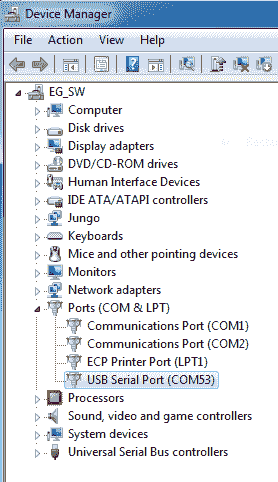 Device Manager
File Action View Help
EG_SW
Computer
Disk drives
Display adapters
DVD/CD-ROM drives
Human Interface Devices
IDE ATA/ATAPI controllers
Jungo
Keyboards
Mice and other pointing devices
Monitors
Network adapters
Ports (COM & LPT)
Communications Port (COM1)
Communications Port (COM2)
ECP Printer Port (LPT1)
USB Serial Port (COM53)
Processors
Sound, video and game controllers
System devices
Universal Serial Bus controllers